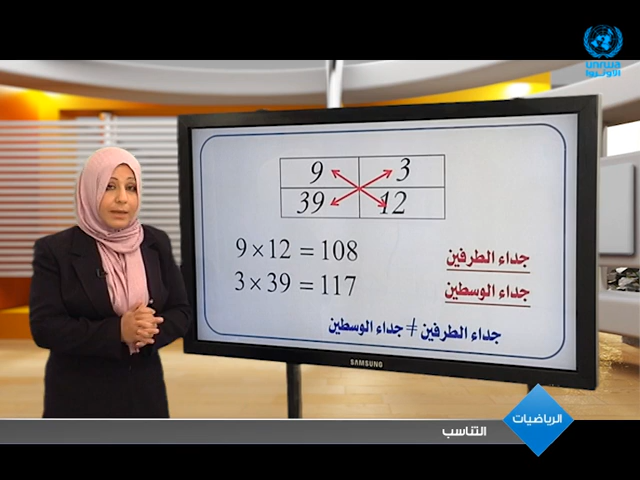 unrwa
الأونروا
9 3
39 12
9 × 12 = 108 جداء الطرفين
3 × 39 = 117 جداء الوسطين
جداء الطرفين ≠ جداء الوسطين
SAMSUNG
الرياضيات
التناسب